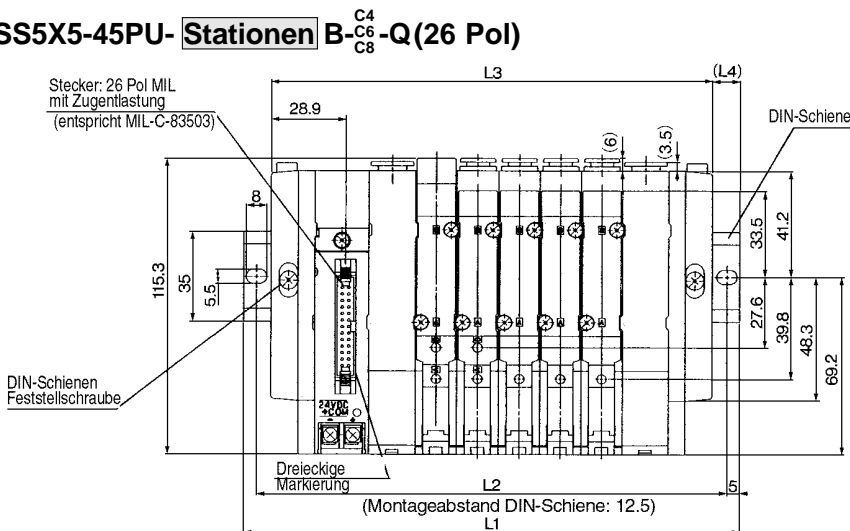 SS5X5-45PU- Stationen B-C4 C6 C8-Q(26 Pol)
L3
(L4)
Stecker: 26 Pol MIL
mit Zugentlastung
(entspricht MIL-C-83503)
28.9
DIN-Schiene
(6)
(3.5)
8
115.3
35
5.5
33.5
41.2
27.6
39.8
48.3
69.2
DIN-Schienen
Feststellschraube
24VDC
+COM
- +
Dreieckige
Markierung
L2
5
(Montageabstand DIN-Schiene: 12.5)
L1